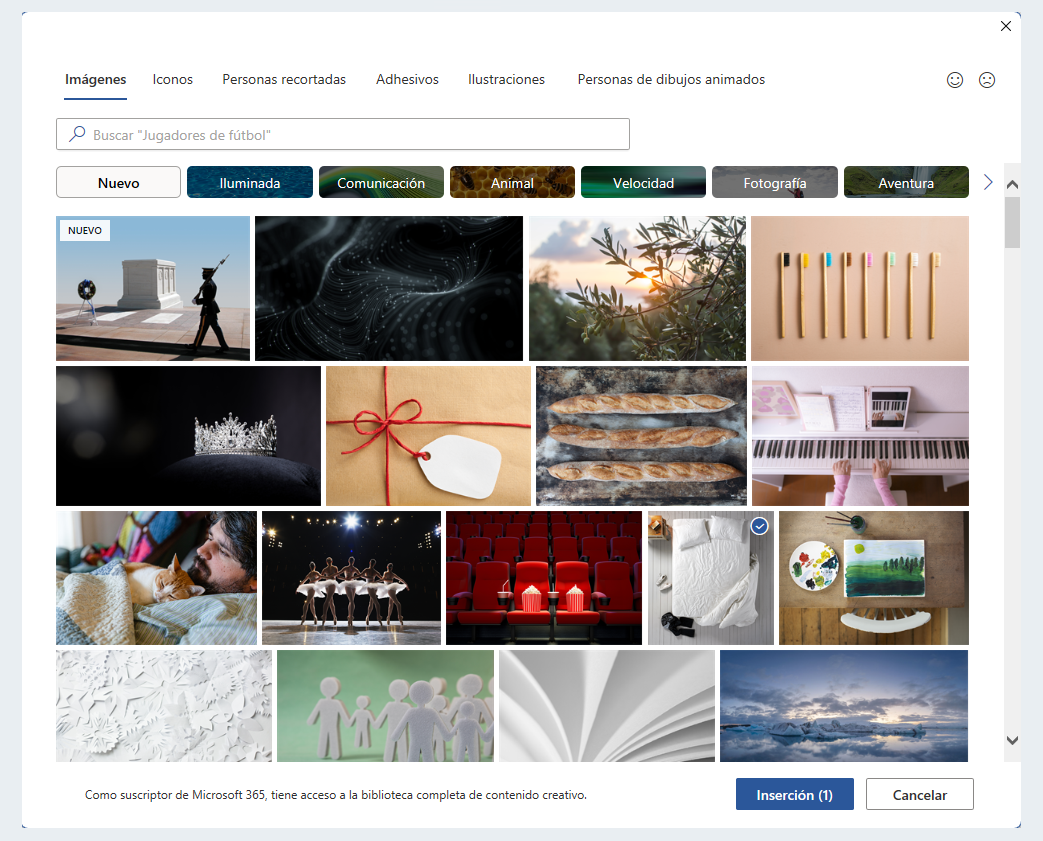 Imágenes Iconos Personas recortadas Adhesivos Ilustraciones Personas de dibujos animados
Buscar "Jugadores de fútbol"
Nuevo Iluminada Comunicación Animal Velocidad Fotografía Aventura
NUEVO
Como suscriptor de Microsoft 365, tiene acceso a la biblioteca completa de contenido creativo.
Inserción (1) Cancelar